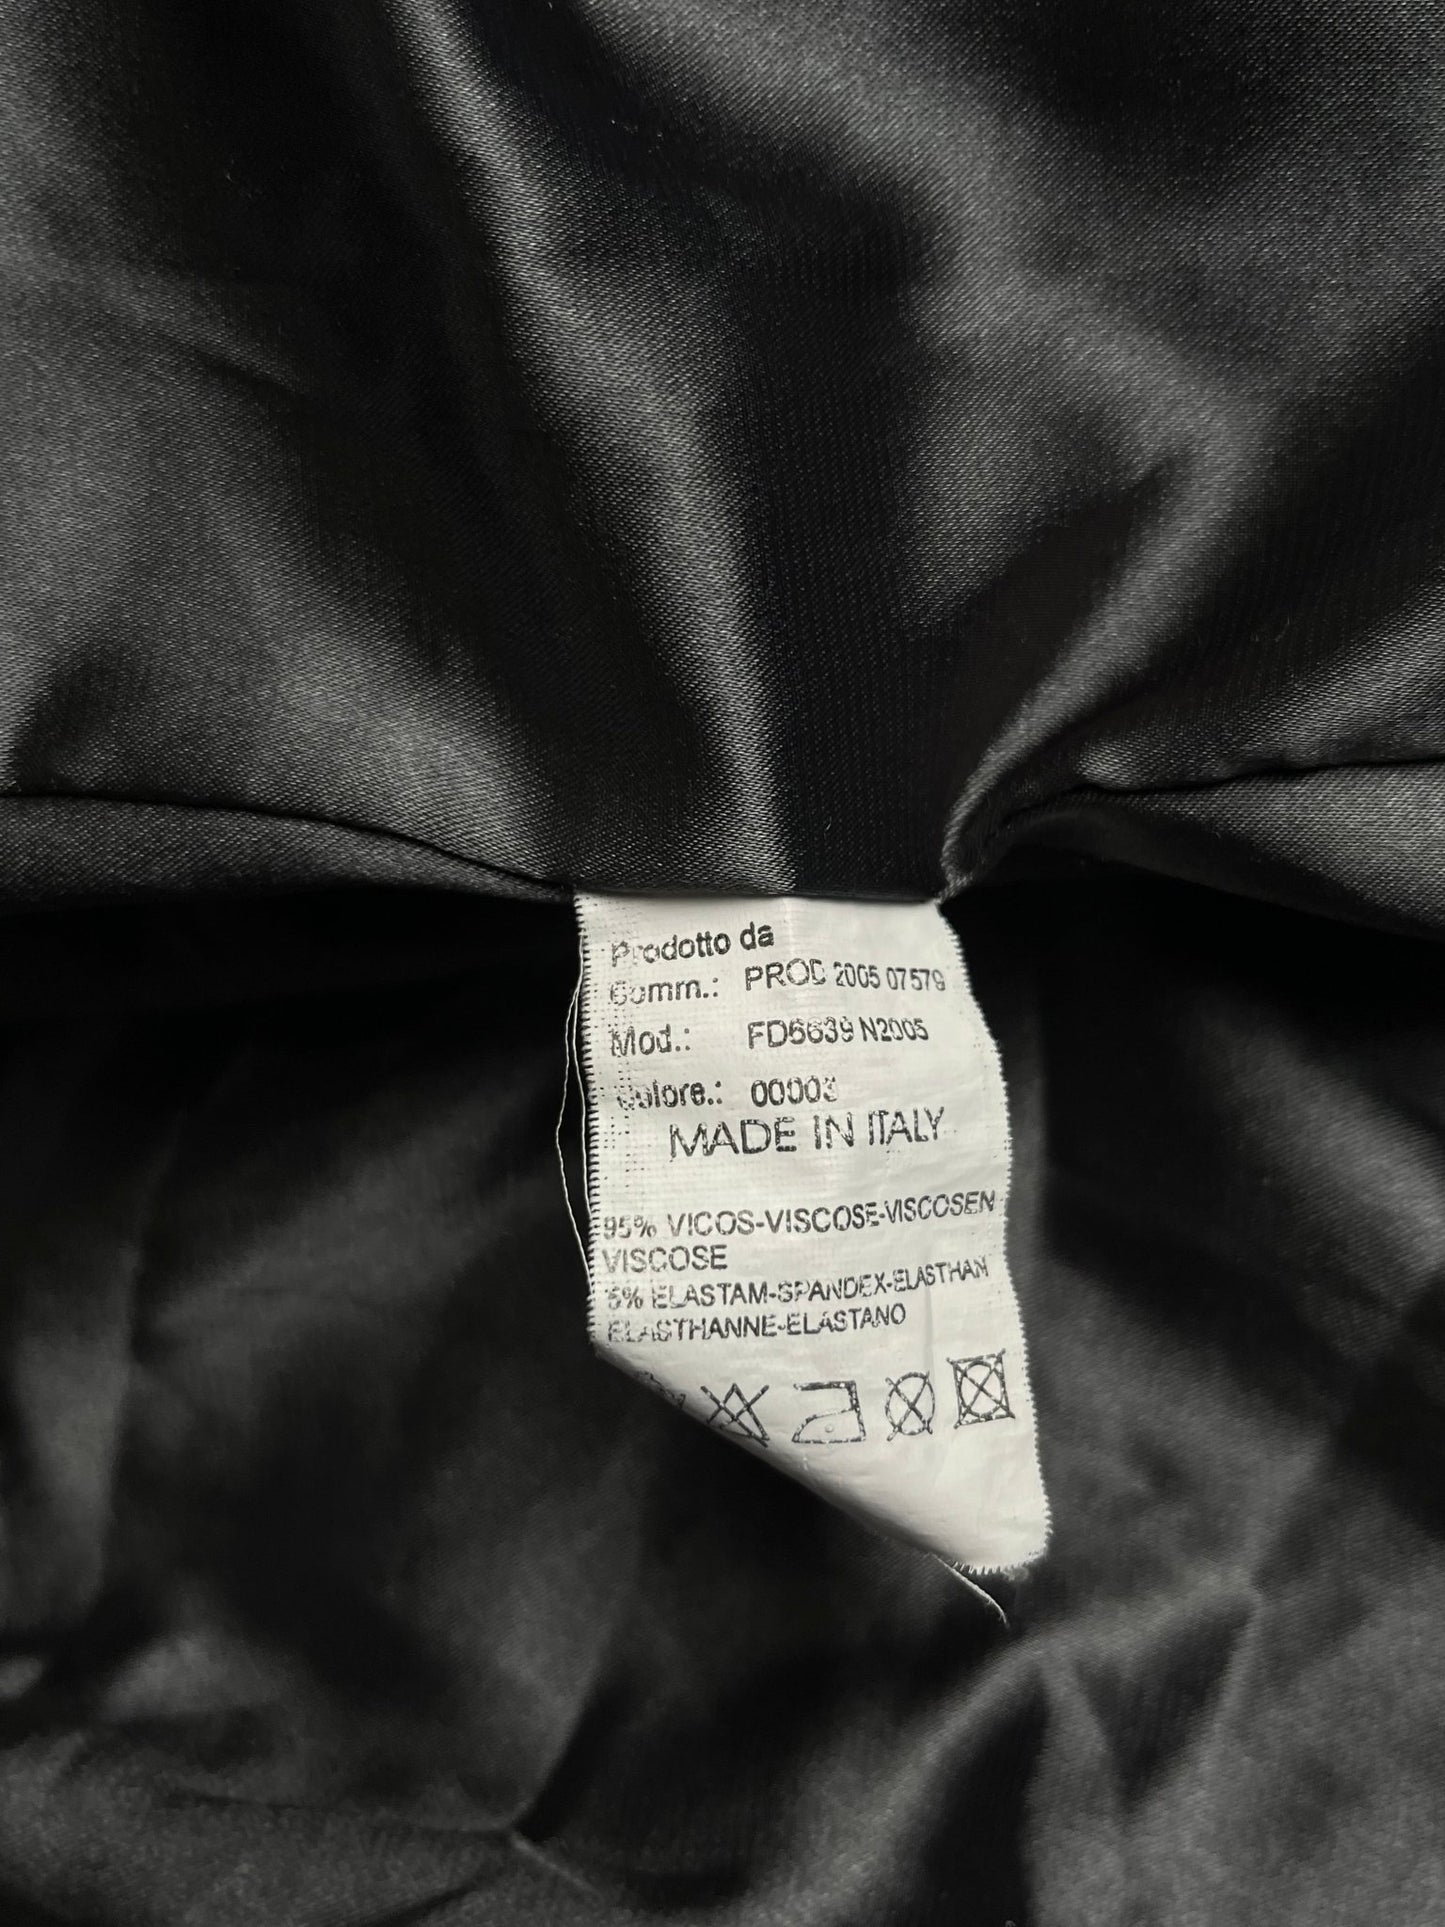 Prodotto da
Comm.: PROD 2005 07579
Mod.: FD6639 N2005
Colore.: 00003
MADE IN ITALY
95% VICOS-VISCOSE-VISCOSEN
VISCOSE
5% ELASTAM-SPANDEX-ELASTHAN
ELASTHANNE-ELASTANO